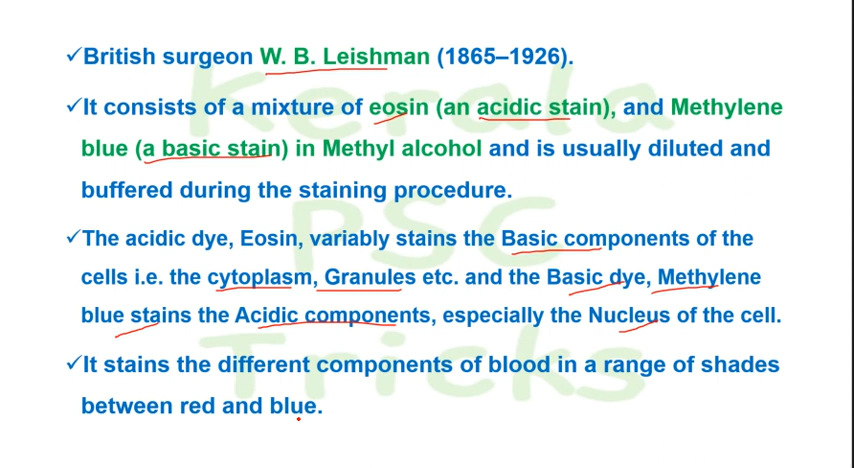 ✓British surgeon W. B. Leishman (1865–1926).
✓It consists of a mixture of eosin (an acidic stain), and Methylene
blue (a basic stain) in Methyl alcohol and is usually diluted and
buffered during the staining procedure.
✓The acidic dye, Eosin, variably stains the Basic components of the
cells i.e. the cytoplasm, Granules etc. and the Basic dye, Methylene
blue stains the Acidic components, especially the Nucleus of the cell.
✓It stains the different components of blood in a range of shades
between red and blue.
Kerala
PSC
Tricks